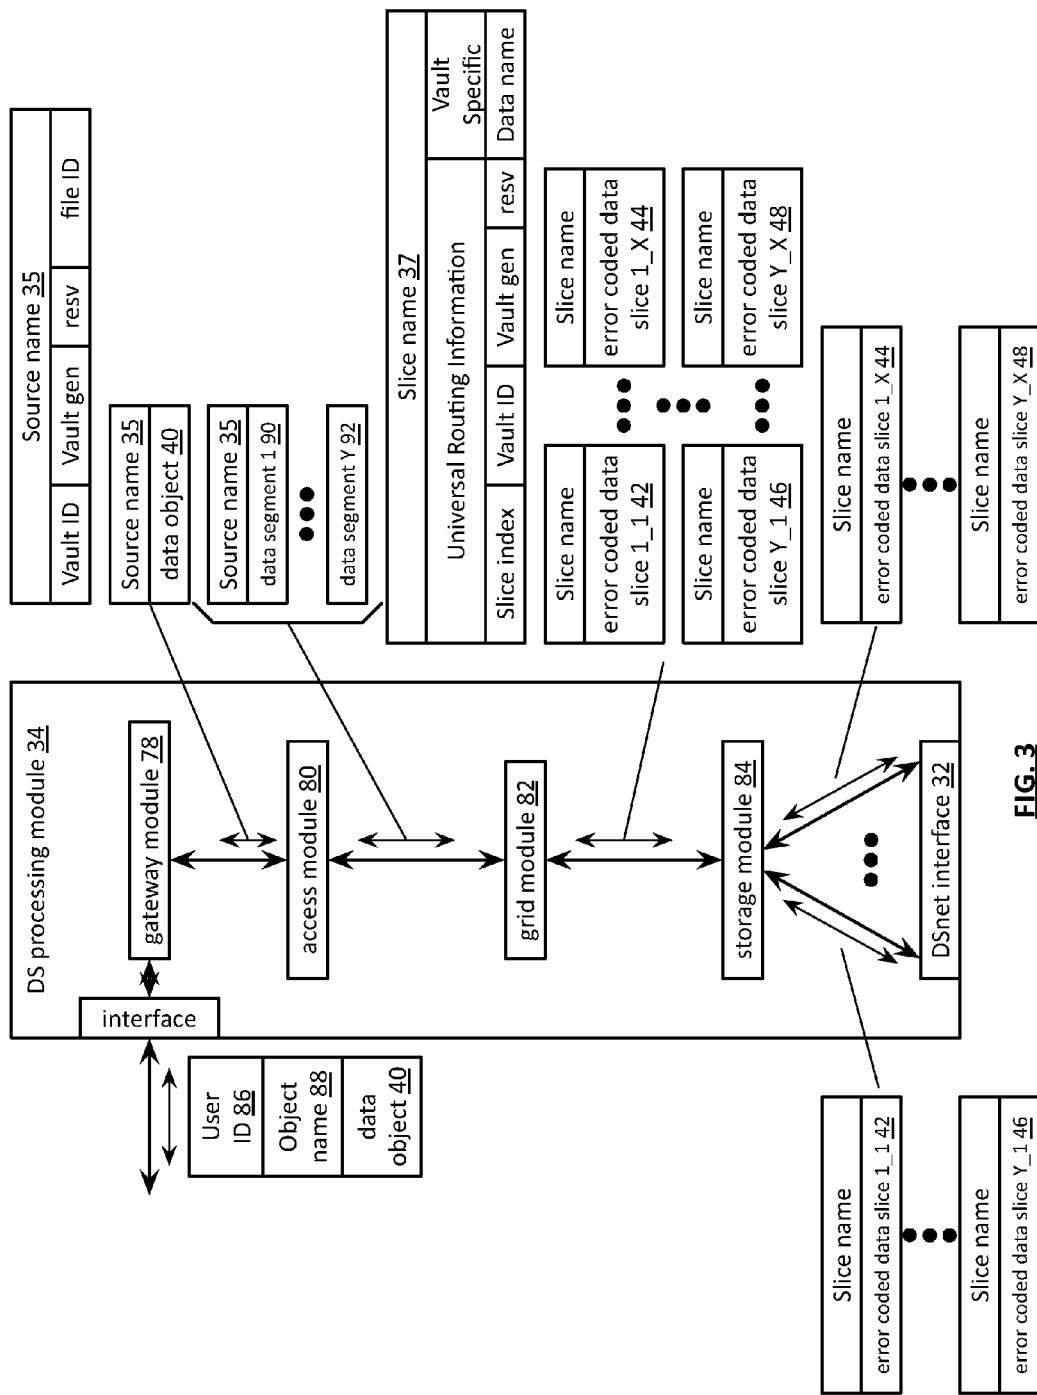 DS processing module 34
interface
gateway module 78
access module 80
grid module 82
storage module 84
DSnet interface 32
User
ID 86
Object
name 88
data
object 40
Source name 35
Vault ID
Vault gen
resv
file ID
Source name 35
data object 40
Source name 35
data segment 1 90
data segment Y 92
Slice name 37
Universal Routing Information
Vault
Specific
Slice index
Vault ID
Vault gen
resv
Data name
Slice name
error coded data
slice 1_1 42
Slice name
error coded data
slice 1_X 44
Slice name
error coded data
slice Y_1 46
Slice name
error coded data
slice Y_X 48
Slice name
error coded data slice 1_1 42
Slice name
error coded data slice Y_1 46
Slice name
error coded data slice 1_X 44
Slice name
error coded data slice Y_X 48
FIG. 3